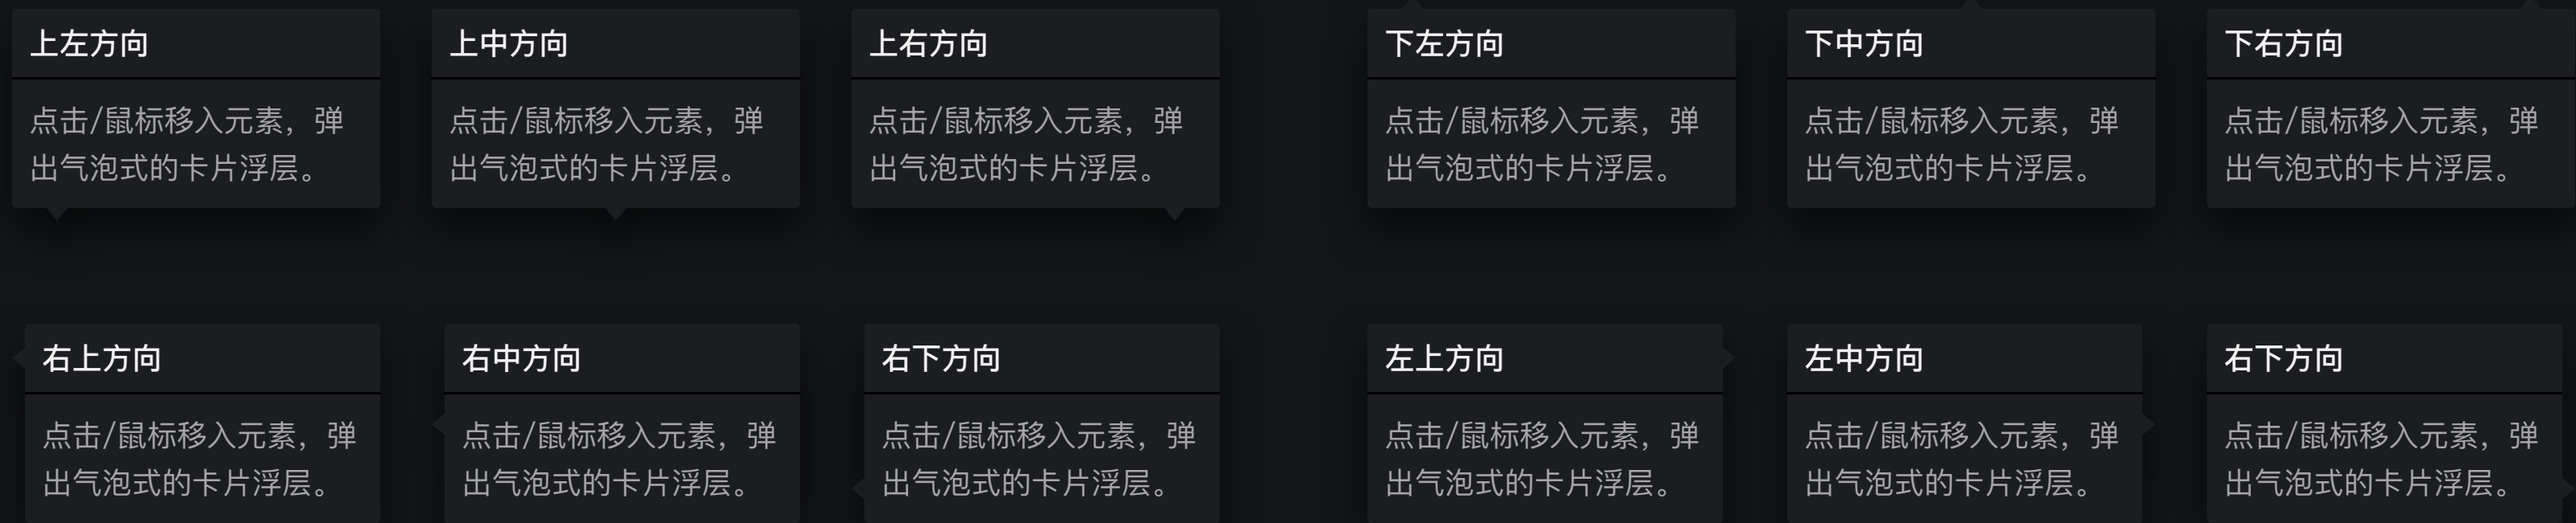 上左方向
点击/鼠标移入元素，弹
出气泡式的卡片浮层。
上中方向
点击/鼠标移入元素，弹
出气泡式的卡片浮层。
上右方向
点击/鼠标移入元素，弹
出气泡式的卡片浮层。
下左方向
点击/鼠标移入元素，弹
出气泡式的卡片浮层。
下中方向
点击/鼠标移入元素，弹
出气泡式的卡片浮层。
下右方向
点击/鼠标移入元素，弹
出气泡式的卡片浮层。
右上方向
点击/鼠标移入元素，弹
出气泡式的卡片浮层。
右中方向
点击/鼠标移入元素，弹
出气泡式的卡片浮层。
右下方向
点击/鼠标移入元素，弹
出气泡式的卡片浮层。
左上方向
点击/鼠标移入元素，弹
出气泡式的卡片浮层。
左中方向
点击/鼠标移入元素，弹
出气泡式的卡片浮层。
右下方向
点击/鼠标移入元素，弹
出气泡式的卡片浮层。